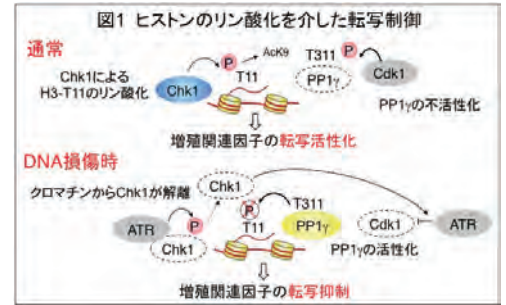 図1 ヒストンのリン酸化を介した転写制御
通常
Chk1による
H3-T11のリン酸化
Chk1
P
AcK9
T11
T311
P
PP1γ
Cdk1
PP1γの不活性化
増殖関連因子の転写活性化
DNA損傷時
クロマチンからChk1が解離
Chk1
ATR
P
Chk1
P
T11
T311
PP1γ
Cdk1
ATR
PP1γの活性化
増殖関連因子の転写抑制